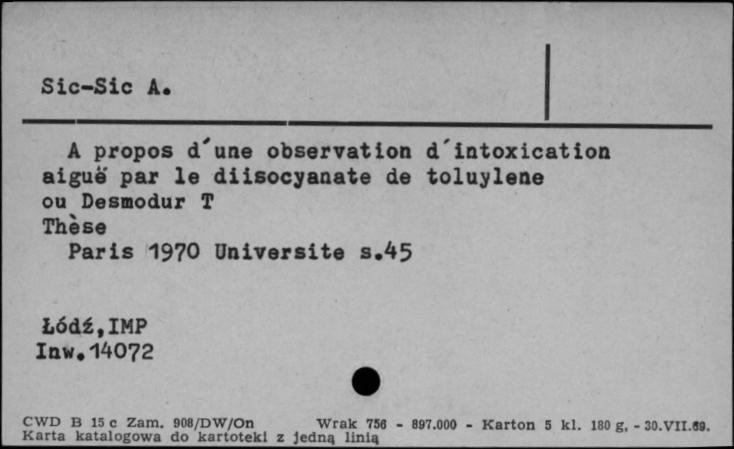 Sic-Sic A.
A propos d´une observation d´intoxication
aiguë par le diisocyanate de toluylene
ou Desmodur T
Thèse
Paris 1970 Universite s.45
Łódź,IMP
Inw.14072
CWD B 15 c Zam. 908/DW/On Wrak 756 - 897.000 - Karton 5 kl. 180 g. - 30.VII.69.
Karta katalogowa do kartoteki z jedną linią